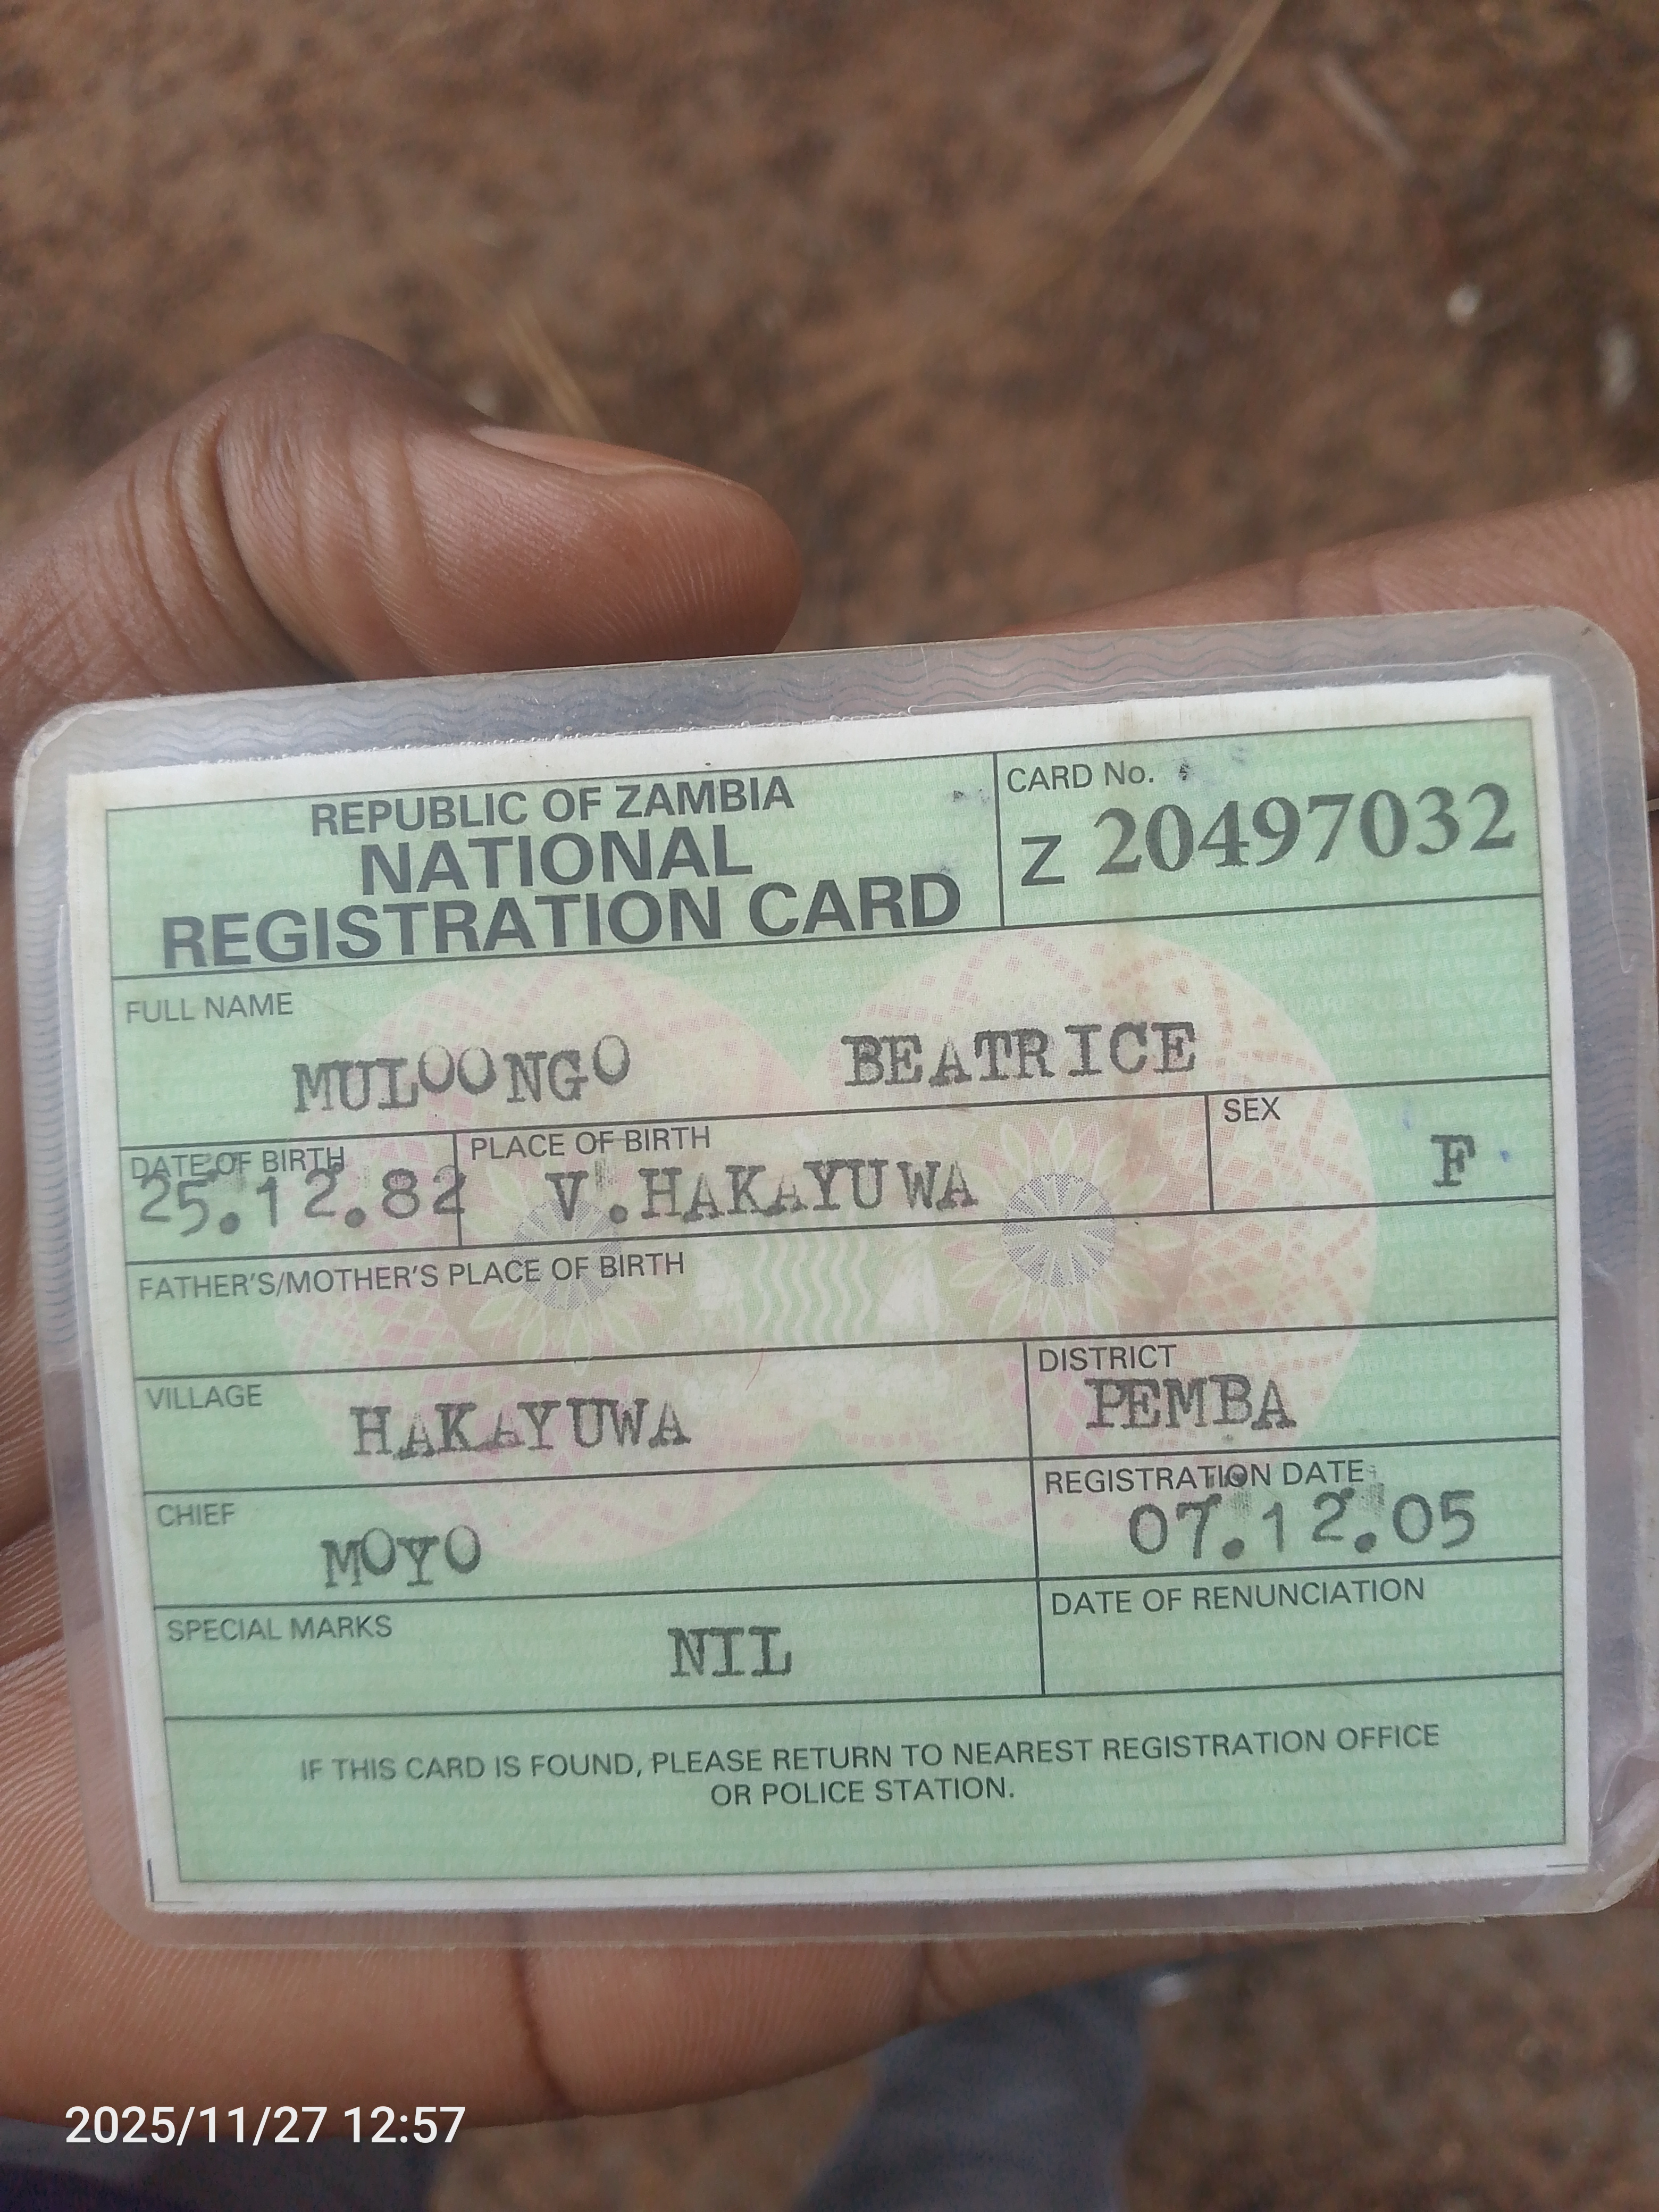 REPUBLIC OF ZAMBIA
NATIONAL
REGISTRATION CARD
CARD No.
Z 20497032
FULL NAME
MULOONGO BEATRICE
DATE OF BIRTH
25.12.82
PLACE OF BIRTH
V.HAKAYUWA
SEX
F
FATHER'S/MOTHER'S PLACE OF BIRTH
VILLAGE
HAKAYUWA
DISTRICT
PEMBA
CHIEF
MOYO
REGISTRATION DATE
07.12.05
SPECIAL MARKS
NIL
DATE OF RENUNCIATION
IF THIS CARD IS FOUND, PLEASE RETURN TO NEAREST REGISTRATION OFFICE
OR POLICE STATION.
2025/11/27 12:57